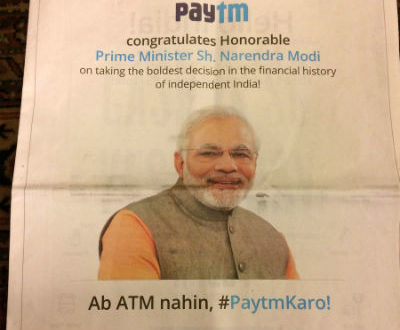 paytm
congratulates Honorable
Prime Minister Sh. Narendra Modi
on taking the boldest decision in the financial history
of independent India!
Ab ATM nahin, #PaytmKaro!